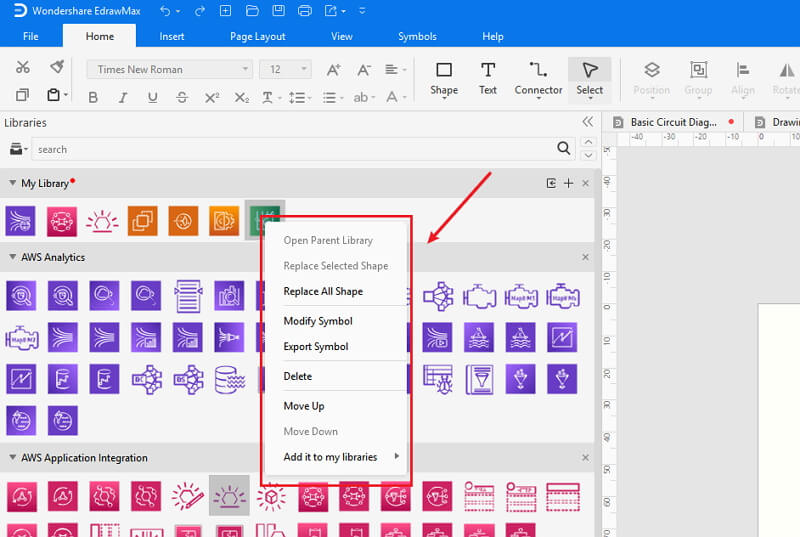 Wondershare EdrawMax
File Home Insert Page Layout View Symbols Help
Times New Roman 12
Shape Text Connector Select Position Group Align Rotate
Libraries
Basic Circuit Diag... Drawin
search
-40 -30 -20 -10 0
My Library
Open Parent Library
Replace Selected Shape
AWS Analytics
Replace All Shape
Modify Symbol
Export Symbol
Delete
Move Up
Move Down
Add it to my libraries
AWS Application Integration